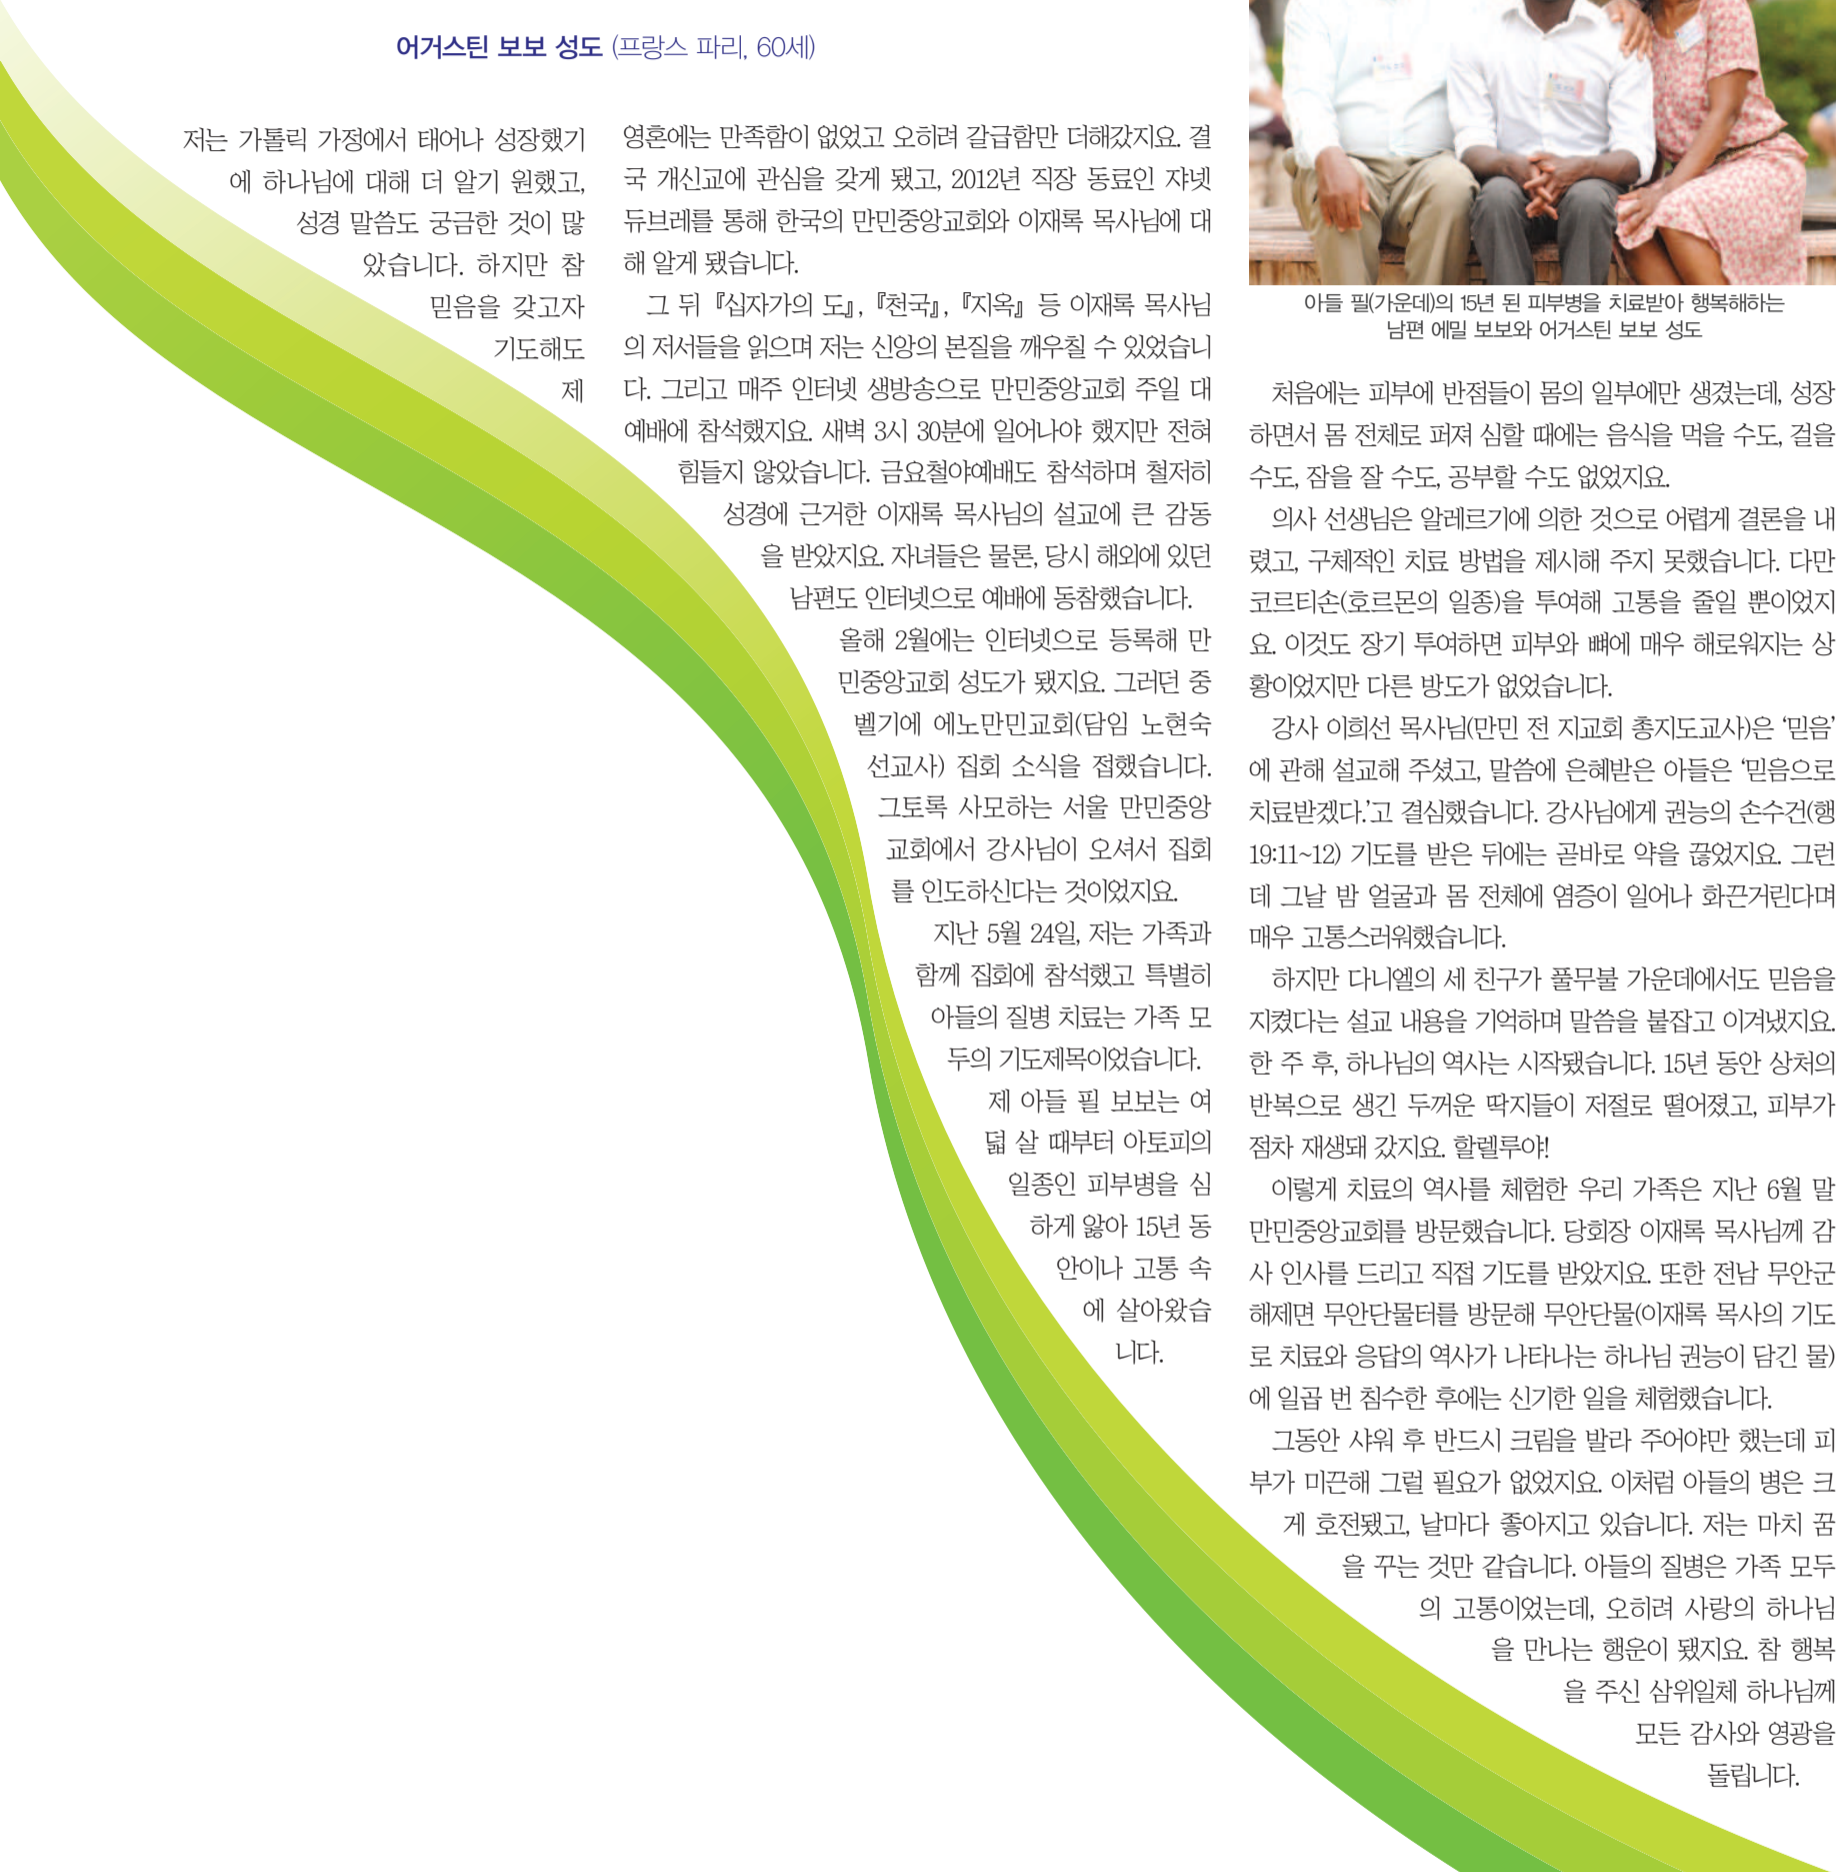 어거스틴 보보 성도 (프랑스 파리, 60세)
저는 가톨릭 가정에서 태어나 성장했기
에 하나님에 대해 더 알기 원했고,
성경 말씀도 궁금한 것이 많
았습니다. 하지만 참
믿음을 갖고자
기도해도
제
영혼에는 만족함이 없었고 오히려 갈급함만 더해갔지요. 결
국 개신교에 관심을 갖게 됐고, 2012년 직장 동료인 쟈넷
듀브레를 통해 한국의 만민중앙교회와 이재록 목사님에 대
해 알게 됐습니다.
그 뒤 『십자가의 도』, 『천국』, 『지옥』 등 이재록 목사님
의 저서들을 읽으며 저는 신앙의 본질을 깨우칠 수 있었습니
다. 그리고 매주 인터넷 생방송으로 만민중앙교회 주일 대
예배에 참석했지요. 새벽 3시 30분에 일어나야 했지만 전혀
힘들지 않았습니다. 금요철야예배도 참석하며 철저히
성경에 근거한 이재록 목사님의 설교에 큰 감동
을 받았지요. 자녀들은 물론, 당시 해외에 있던
남편도 인터넷으로 예배에 동참했습니다.
올해 2월에는 인터넷으로 등록해 만
민중앙교회 성도가 됐지요. 그러던 중
벨기에 에노만민교회(담임 노현숙
선교사) 집회 소식을 접했습니다.
그토록 사모하는 서울 만민중앙
교회에서 강사님이 오셔서 집회
를 인도하신다는 것이었지요.
지난 5월 24일, 저는 가족과
함께 집회에 참석했고 특별히
아들의 질병 치료는 가족 모
두의 기도제목이었습니다.
제 아들 필 보보는 여
덟 살 때부터 아토피의
일종인 피부병을 심
하게 앓아 15년 동
안이나 고통 속
에 살아왔습
니다.
아들 필(가운데)의 15년 된 피부병을 치료받아 행복해하는
남편 에밀 보보와 어거스틴 보보 성도
처음에는 피부에 반점들이 몸의 일부에만 생겼는데, 성장
하면서 몸 전체로 퍼져 심할 때에는 음식을 먹을 수도, 걸을
수도, 잠을 잘 수도, 공부할 수도 없었지요.
의사 선생님은 알레르기에 의한 것으로 어렵게 결론을 내
렸고, 구체적인 치료 방법을 제시해 주지 못했습니다. 다만
코르티손(호르몬의 일종)을 투여해 고통을 줄일 뿐이었지
요. 이것도 장기 투여하면 피부와 뼈에 매우 해로워지는 상
황이었지만 다른 방도가 없었습니다.
강사 이희선 목사님(만민 전 지교회 총지도교사)은 ‘믿음’
에 관해 설교해 주셨고, 말씀에 은혜받은 아들은 ‘믿음으로
치료받겠다.’고 결심했습니다. 강사님에게 권능의 손수건(행
19:11~12) 기도를 받은 뒤에는 곧바로 약을 끊었지요. 그런
데 그날 밤 얼굴과 몸 전체에 염증이 일어나 화끈거린다며
매우 고통스러워했습니다.
하지만 다니엘의 세 친구가 풀무불 가운데에서도 믿음을
지켰다는 설교 내용을 기억하며 말씀을 붙잡고 이겨냈지요.
한 주 후, 하나님의 역사는 시작됐습니다. 15년 동안 상처의
반복으로 생긴 두꺼운 딱지들이 저절로 떨어졌고, 피부가
점차 재생돼 갔지요. 할렐루야!
이렇게 치료의 역사를 체험한 우리 가족은 지난 6월 말
만민중앙교회를 방문했습니다. 당회장 이재록 목사님께 감
사 인사를 드리고 직접 기도를 받았지요. 또한 전남 무안군
해제면 무안단물터를 방문해 무안단물(이재록 목사의 기도
로 치료와 응답의 역사가 나타나는 하나님 권능이 담긴 물)
에 일곱 번 침수한 후에는 신기한 일을 체험했습니다.
그동안 샤워 후 반드시 크림을 발라 주어야만 했는데 피
부가 미끈해 그럴 필요가 없었지요. 이처럼 아들의 병은 크
게 호전됐고, 날마다 좋아지고 있습니다. 저는 마치 꿈
을 꾸는 것만 같습니다. 아들의 질병은 가족 모두
의 고통이었는데, 오히려 사랑의 하나님
을 만나는 행운이 됐지요. 참 행복
을 주신 삼위일체 하나님께
모든 감사와 영광을
돌립니다.